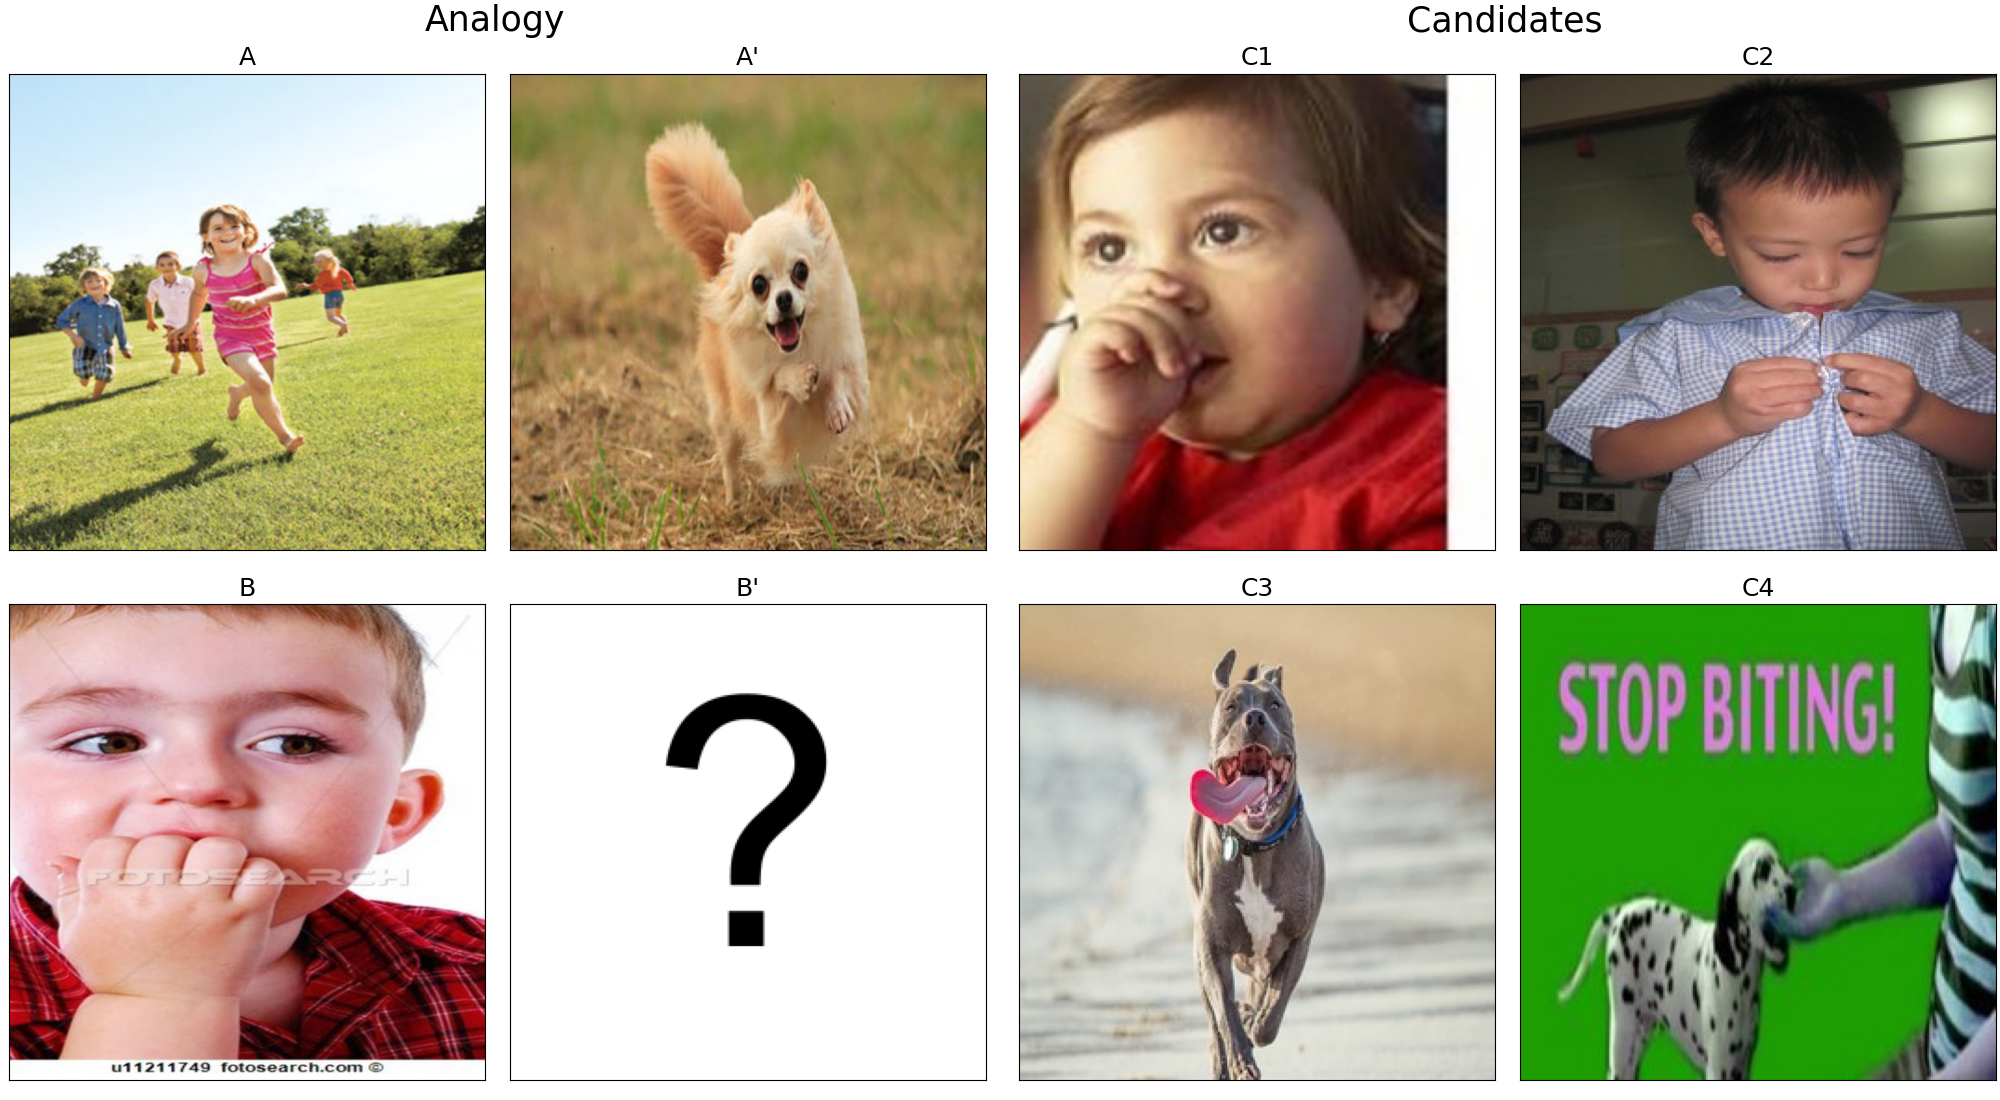 Analogy
Candidates
A
A'
C1
C2
B
B'
C3
C4
FOTOSEARCH
u11211749 fotosearch.com ©
?
STOP BITING!